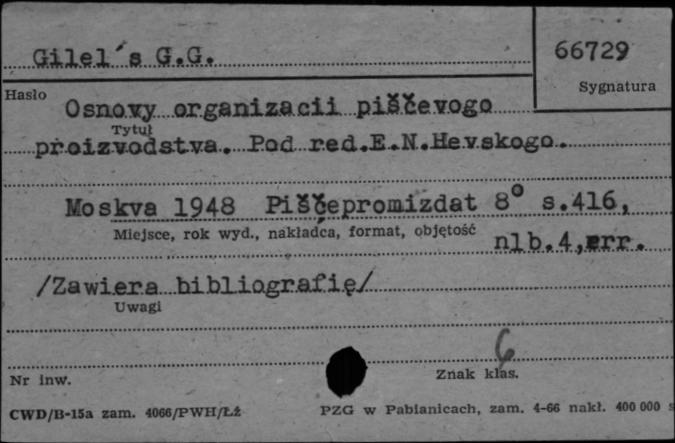 Gilel´s G.G.
66729
Sygnatura
Hasło
Osnovy organizacii piščevogo
Tytuł
proizvodstva. Pod red.E.N.Hevskogo.
Moskva 1948 Piščepromizdat 8° s.416,
Miejsce, rok wyd., nakładca, format, objętość
nlb.4,err.
/Zawiera bibliografię/
Uwagi
6
Nr inw.
Znak klas.
CWD/B-15a zam. 4066/PWH/Łź
PZG w Pabianicach, zam. 4-66 nakł. 400 000 s